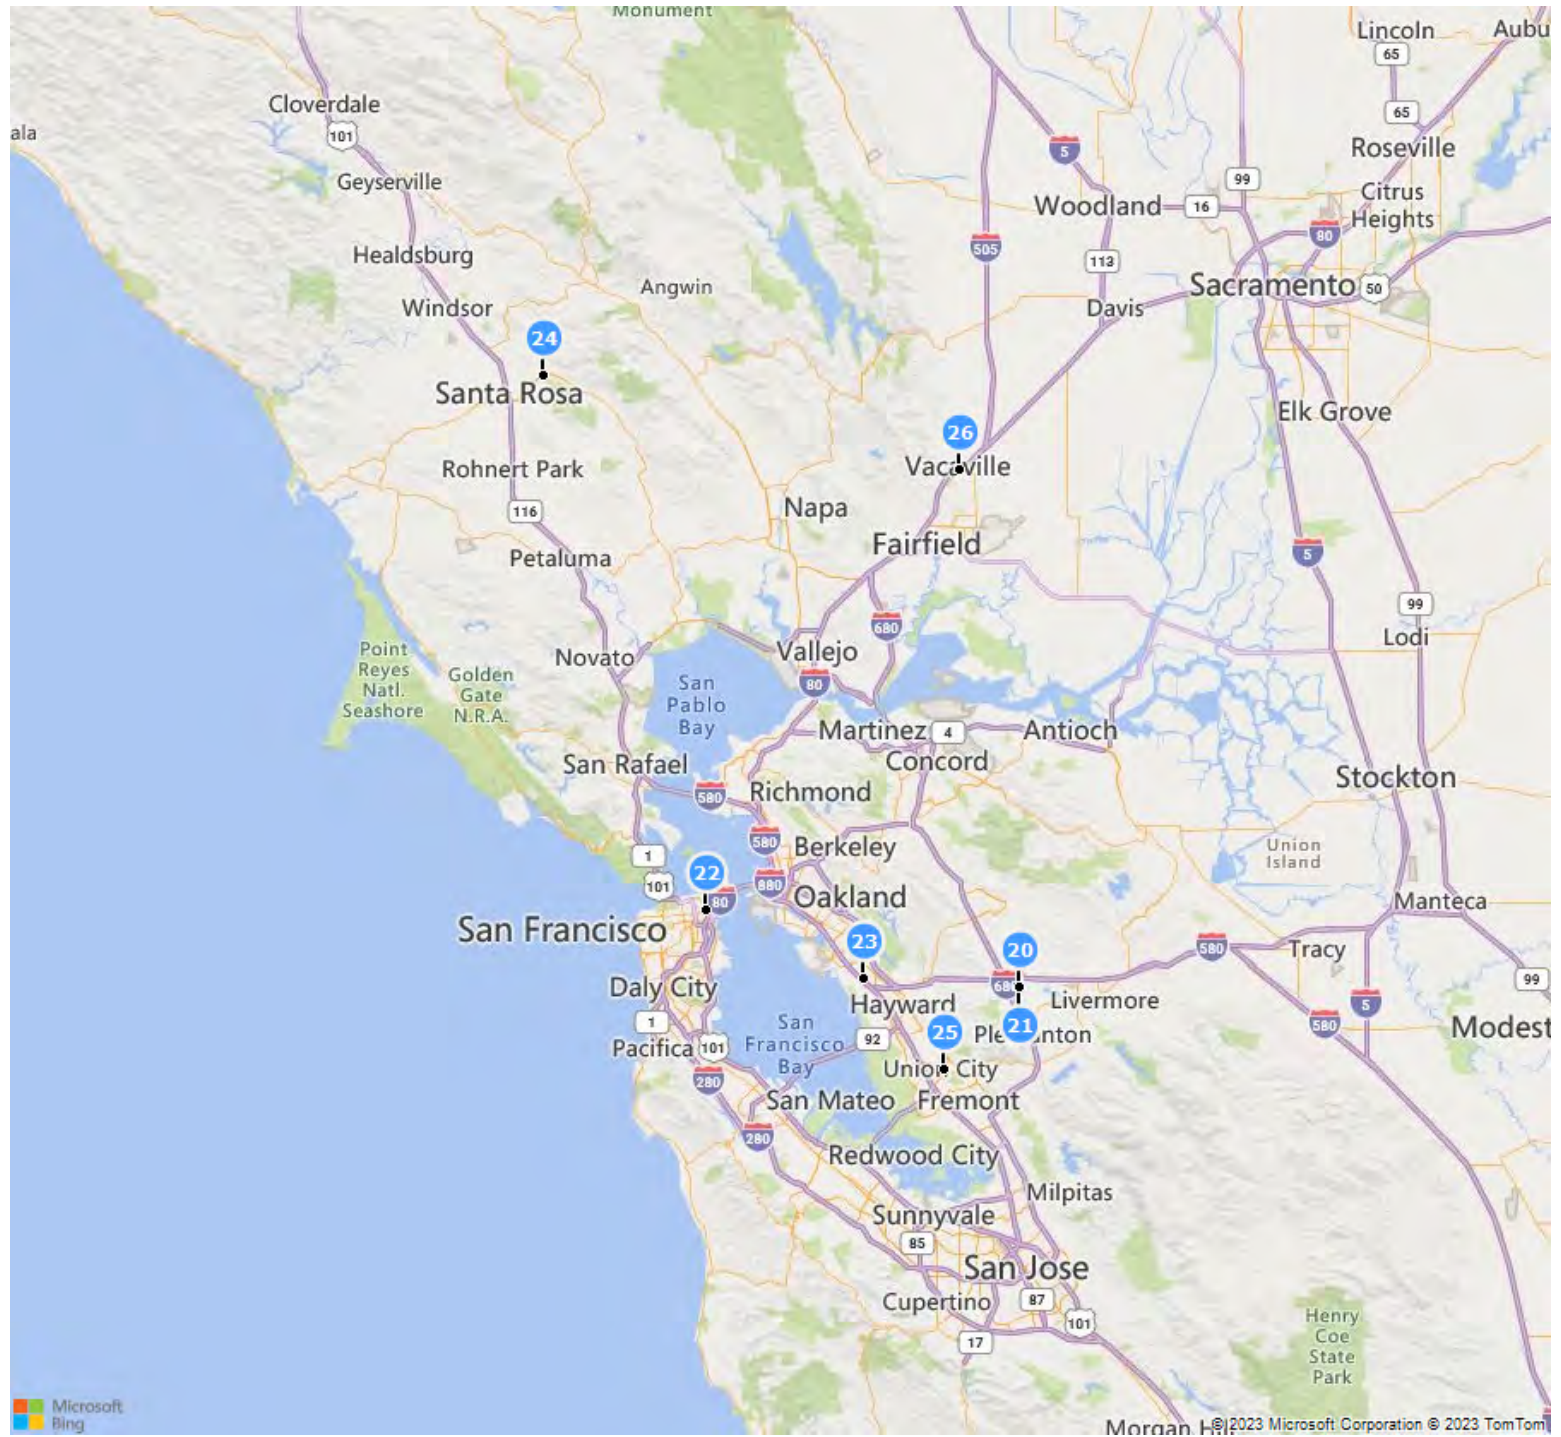 Monument
Lincoln
Aubu
65
Cloverdale
65
101
ala
Roseville
5
Geyserville
99
Citrus
Heights
Woodland
16
80
505
Healdsburg
113
Angwin
Sacramento
50
Windsor
Davis
24
Santa Rosa
Elk Grove
26
Vacaville
Rohnert Park
Napa
116
Fairfield
5
Petaluma
99
680
Lodi
Point
Reyes
Natl.
Seashore
Novato
Vallejo
Golden
Gate
N.R.A.
San
Pablo
Bay
80
Martinez
4
Antioch
San Rafael
Concord
Stockton
580
Richmond
580
Berkeley
Union
Island
1
22
101
880
80
Oakland
Manteca
San Francisco
23
20
580
Tracy
99
Daly City
680
Hayward
Livermore
5
1
San
Francisco
Bay
25
21
580
Modest
Pacifica
101
92
Pleasanton
280
Union City
San Mateo
Fremont
280
Redwood City
Milpitas
Sunnyvale
85
San Jose
Cupertino
87
101
17
Henry
Coe
State
Park
Microsoft
Bing
Morgan Hill
© 2023 Microsoft Corporation © 2023 TomTom